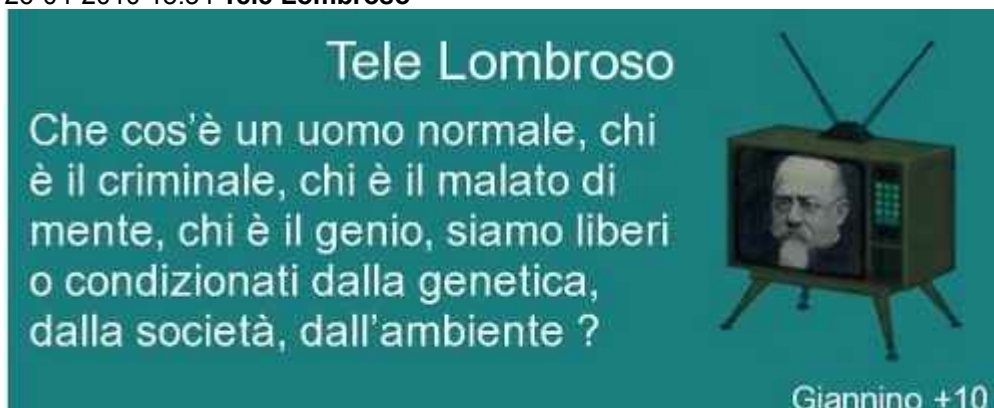 Tele Lombroso
Che cos'è un uomo normale, chi
è il criminale, chi è il malato di
mente, chi è il genio, siamo liberi
o condizionati dalla genetica,
dalla società, dall'ambiente ?
Giannino +10